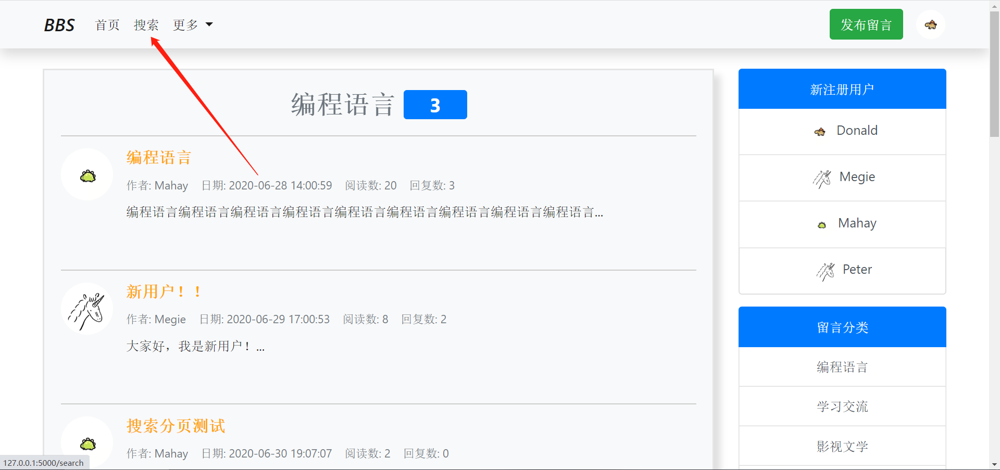 BBS 首页 搜索 更多 发布留言
编程语言 3
编程语言
作者: Mahay 日期: 2020-06-28 14:00:59 阅读数: 20 回复数: 3
编程语言编程语言编程语言编程语言编程语言编程语言编程语言编程语言编程语言...
新用户！！
作者: Megie 日期: 2020-06-29 17:00:53 阅读数: 8 回复数: 2
大家好，我是新用户！...
搜索分页测试
作者: Mahay 日期: 2020-06-30 19:07:07 阅读数: 2 回复数: 0
新注册用户
Donald
Megie
Mahay
Peter
留言分类
编程语言
学习交流
影视文学
127.0.0.1:5000/search